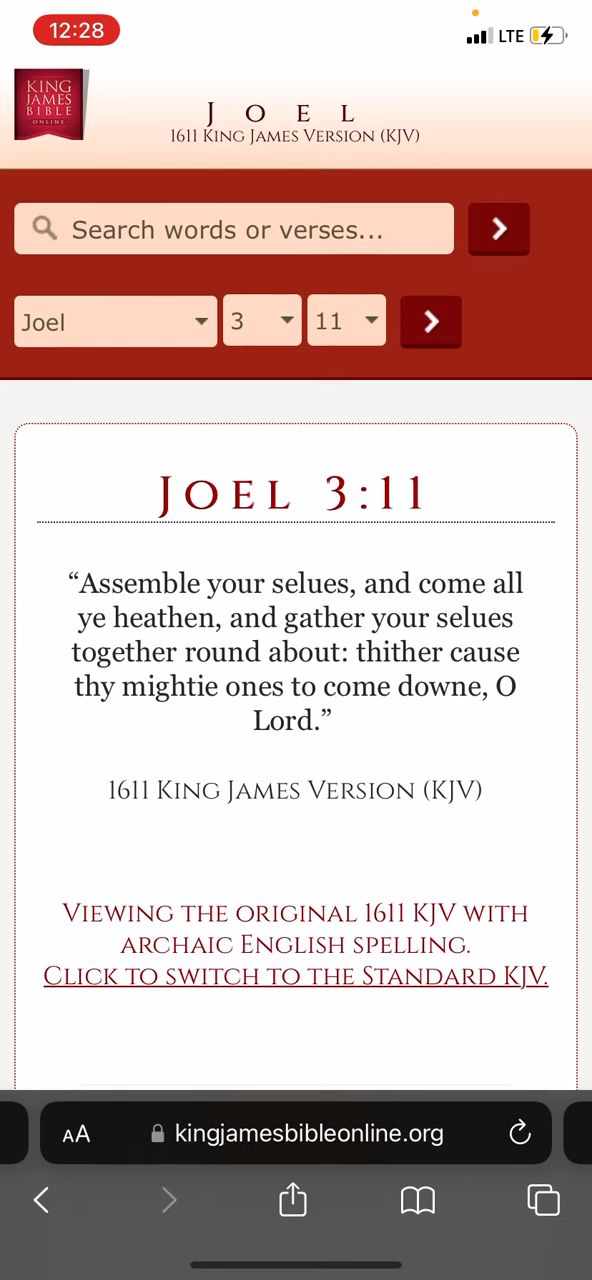 12:28
LTE
KING
JAMES
BIBLE
ONLINE
JOEL
1611 KING JAMES VERSION (KJV)
Search words or verses...
Joel 3 11
JOEL 3:11
“Assemble your selues, and come all
ye heathen, and gather your selues
together round about: thither cause
thy mightie ones to come downe, O
Lord.”
1611 KING JAMES VERSION (KJV)
VIEWING THE ORIGINAL 1611 KJV WITH
ARCHAIC ENGLISH SPELLING.
CLICK TO SWITCH TO THE STANDARD KJV.
AA kingjamesbibleonline.org